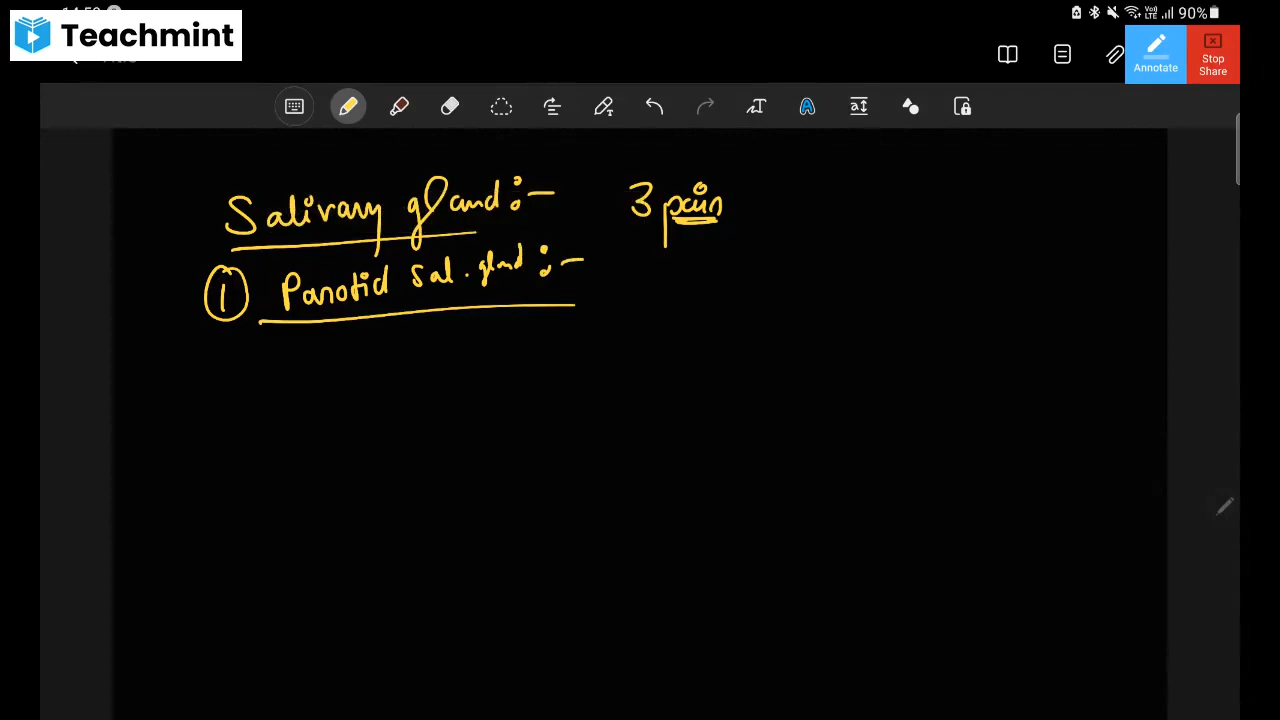 Teachmint
90%
Annotate
Stop
Share
Salivary gland :- 3 pair
① Parotid Sal. gland :-